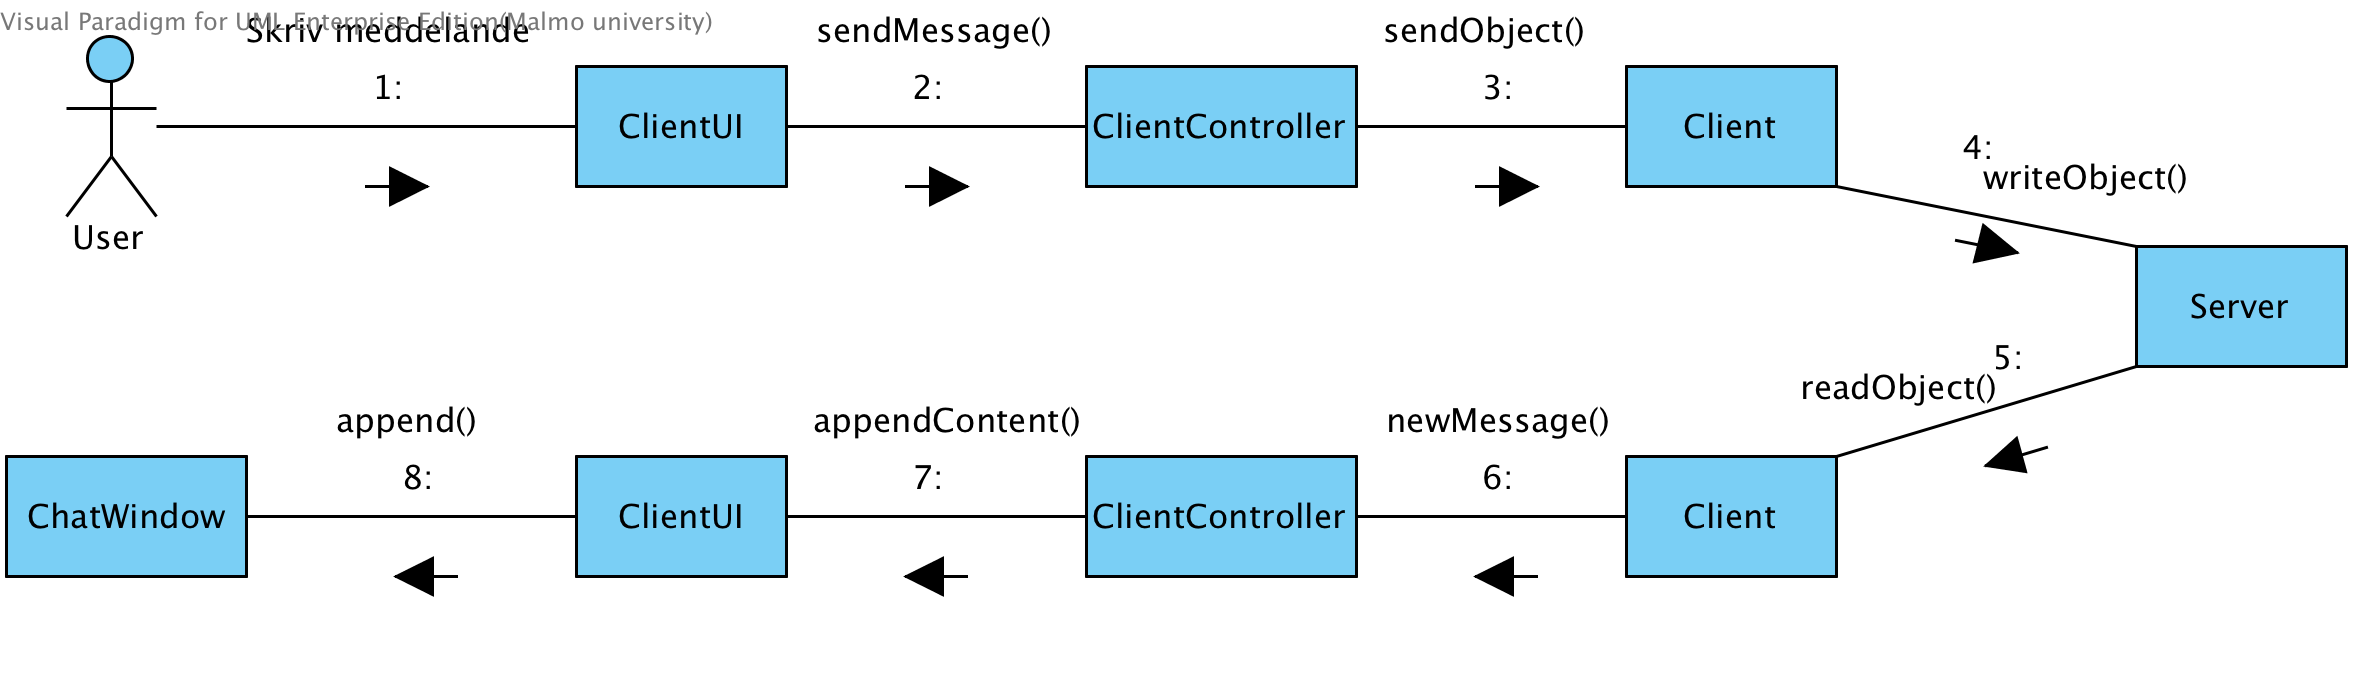 Visual Paradigm for UML Enterprise Edition(Malmo university)
Skriv meddelande
1:
sendMessage()
2:
sendObject()
3:
User
ClientUI
ClientController
Client
4:
writeObject()
Server
5:
readObject()
newMessage()
6:
appendContent()
7:
append()
8:
ChatWindow
ClientUI
ClientController
Client